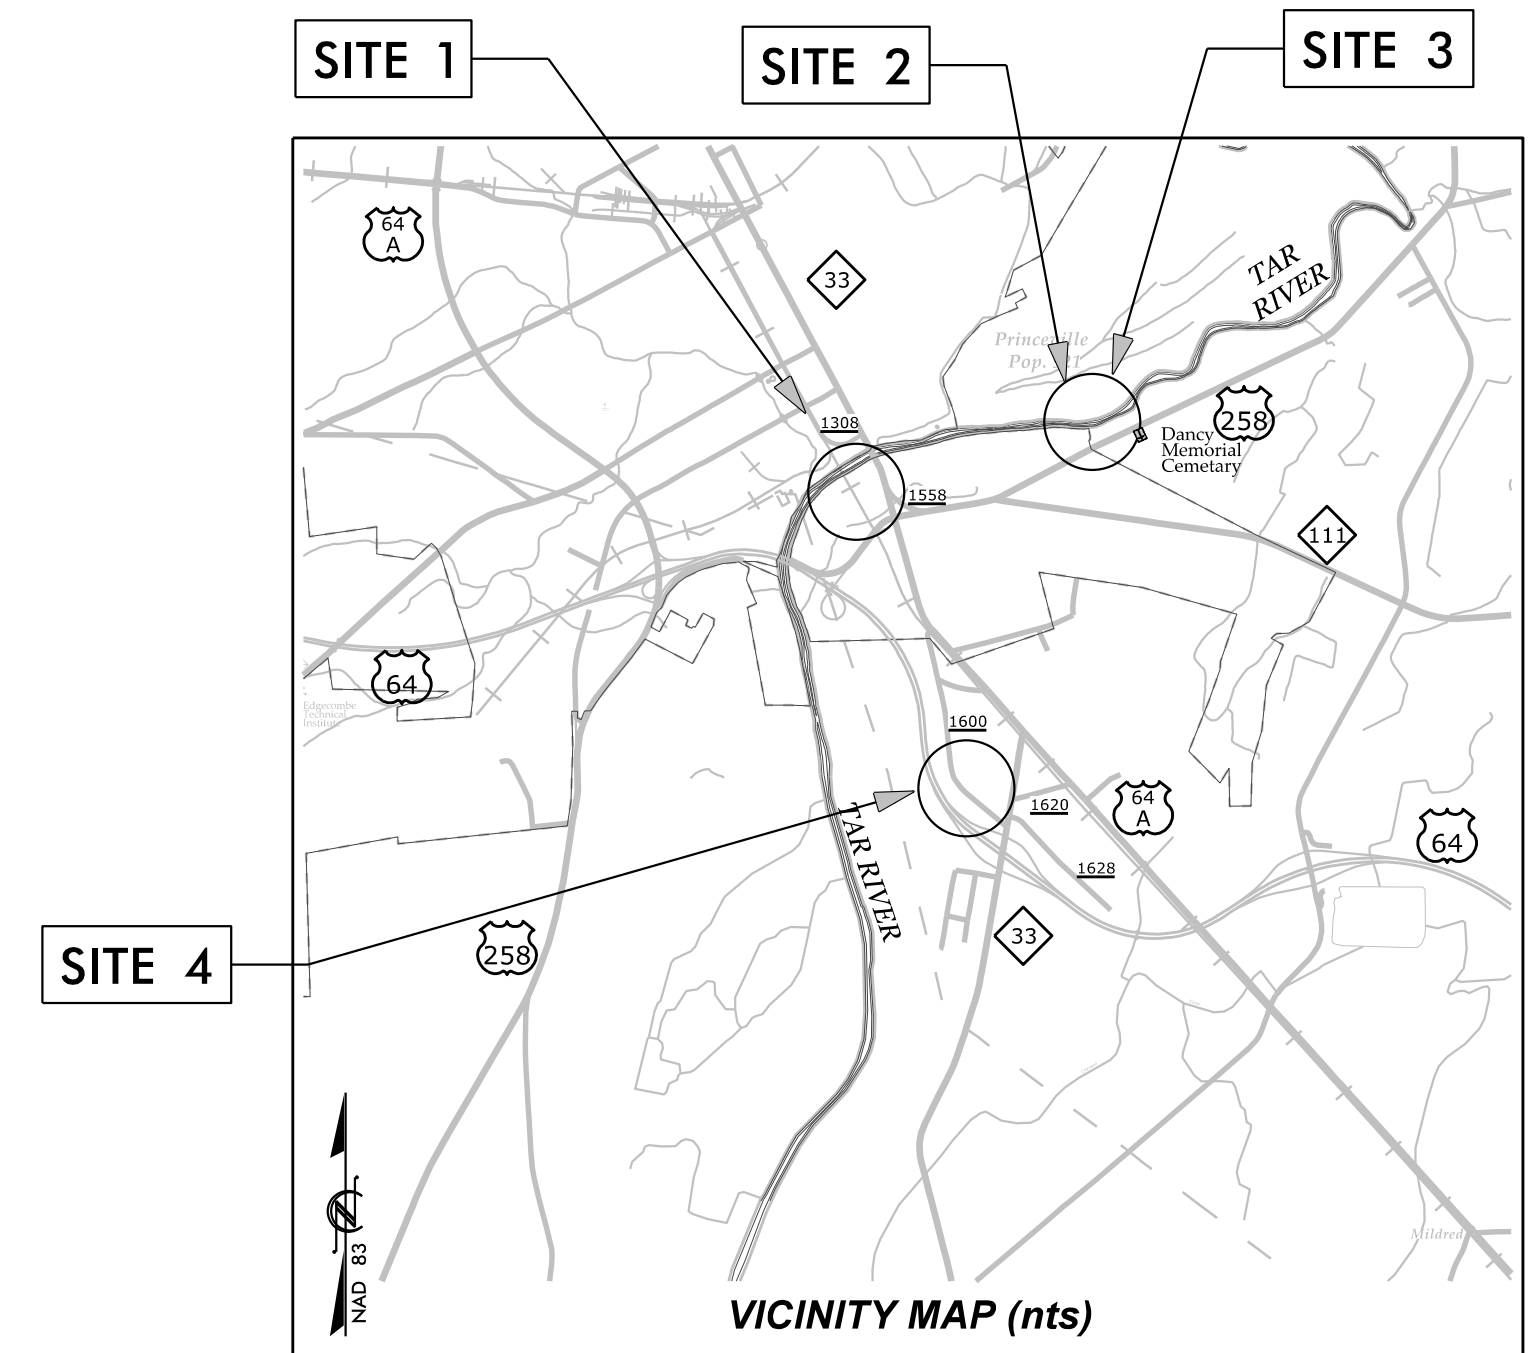 SITE 1
SITE 2
SITE 3
64
A
33
TAR
RIVER
Pop.
258
1308
Dancy
Memorial
Cemetary
1558
111
64
Edgecombe
Technical
Institute
1600
1620
64
A
64
TAR RIVER
1628
33
258
SITE 4
Mildred
NAD 83
VICINITY MAP (nts)